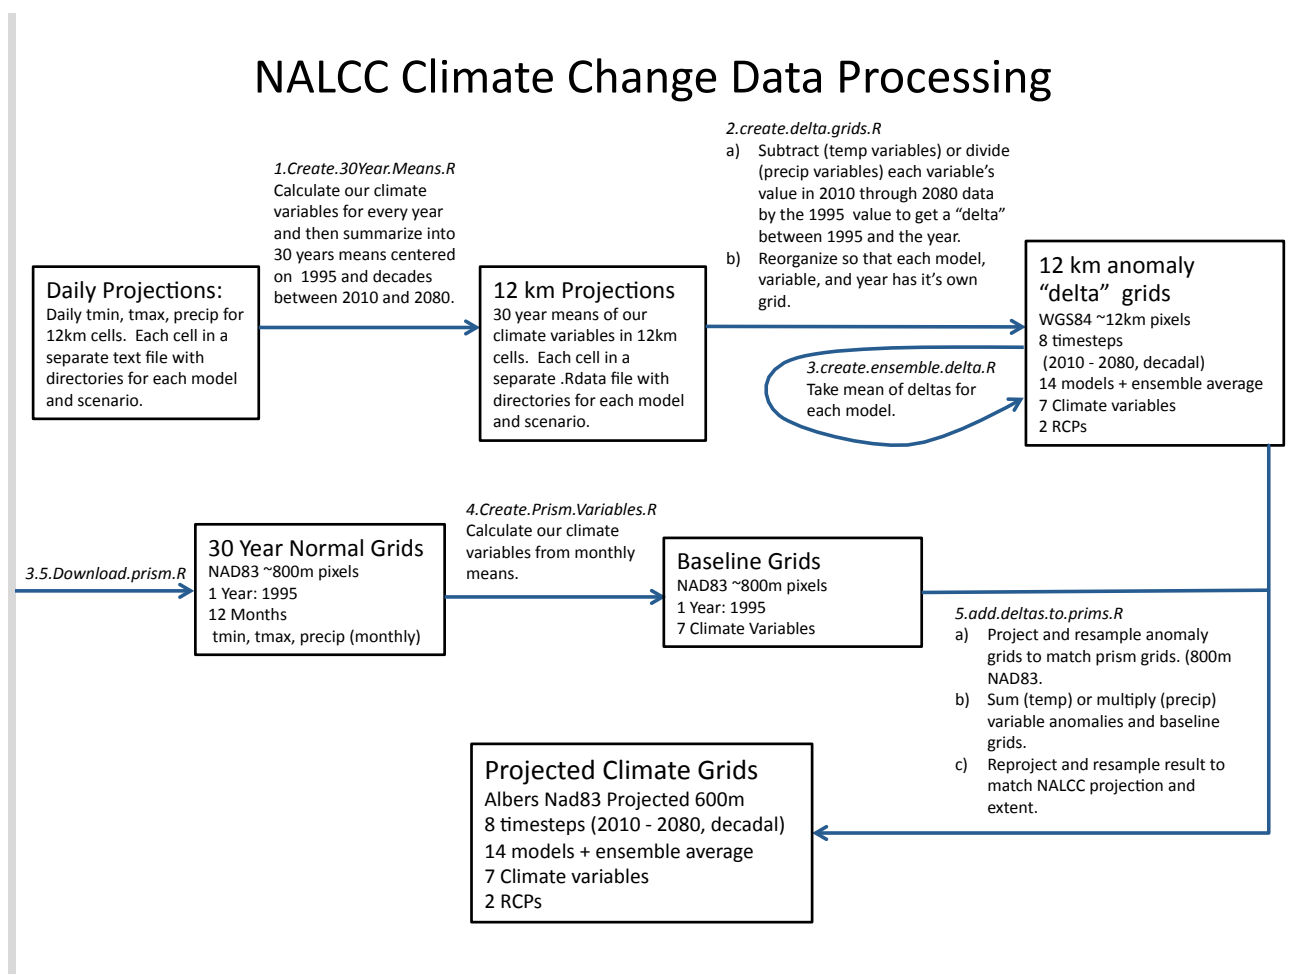 NALCC Climate Change Data Processing
1.Create.30Year.Means.R
Calculate our climate
variables for every year
and then summarize into
30 years means centered
on  1995 and decades
between 2010 and 2080.
2.create.delta.grids.R
a) Subtract (temp variables) or divide
(precip variables) each variable's
value in 2010 through 2080 data
by the 1995  value to get a “delta”
between 1995 and the year.
b) Reorganize so that each model,
variable, and year has it's own
grid.
Daily Projections:
Daily tmin, tmax, precip for
12km cells.  Each cell in a
separate text file with
directories for each model
and scenario.
12 km Projections
30 year means of our
climate variables in 12km
cells.  Each cell in a
separate .Rdata file with
directories for each model
and scenario.
3.create.ensemble.delta.R
Take mean of deltas for
each model.
12 km anomaly
“delta”  grids
WGS84 ~12km pixels
8 timesteps
(2010 - 2080, decadal)
14 models + ensemble average
7 Climate variables
2 RCPs
3.5.Download.prism.R
30 Year Normal Grids
NAD83 ~800m pixels
1 Year: 1995
12 Months
tmin, tmax, precip (monthly)
4.Create.Prism.Variables.R
Calculate our climate
variables from monthly
means.
Baseline Grids
NAD83 ~800m pixels
1 Year: 1995
7 Climate Variables
5.add.deltas.to.prims.R
a) Project and resample anomaly
grids to match prism grids. (800m
NAD83.
b) Sum (temp) or multiply (precip)
variable anomalies and baseline
grids.
c) Reproject and resample result to
match NALCC projection and
extent.
Projected Climate Grids
Albers Nad83 Projected 600m
8 timesteps (2010 - 2080, decadal)
14 models + ensemble average
7 Climate variables
2 RCPs